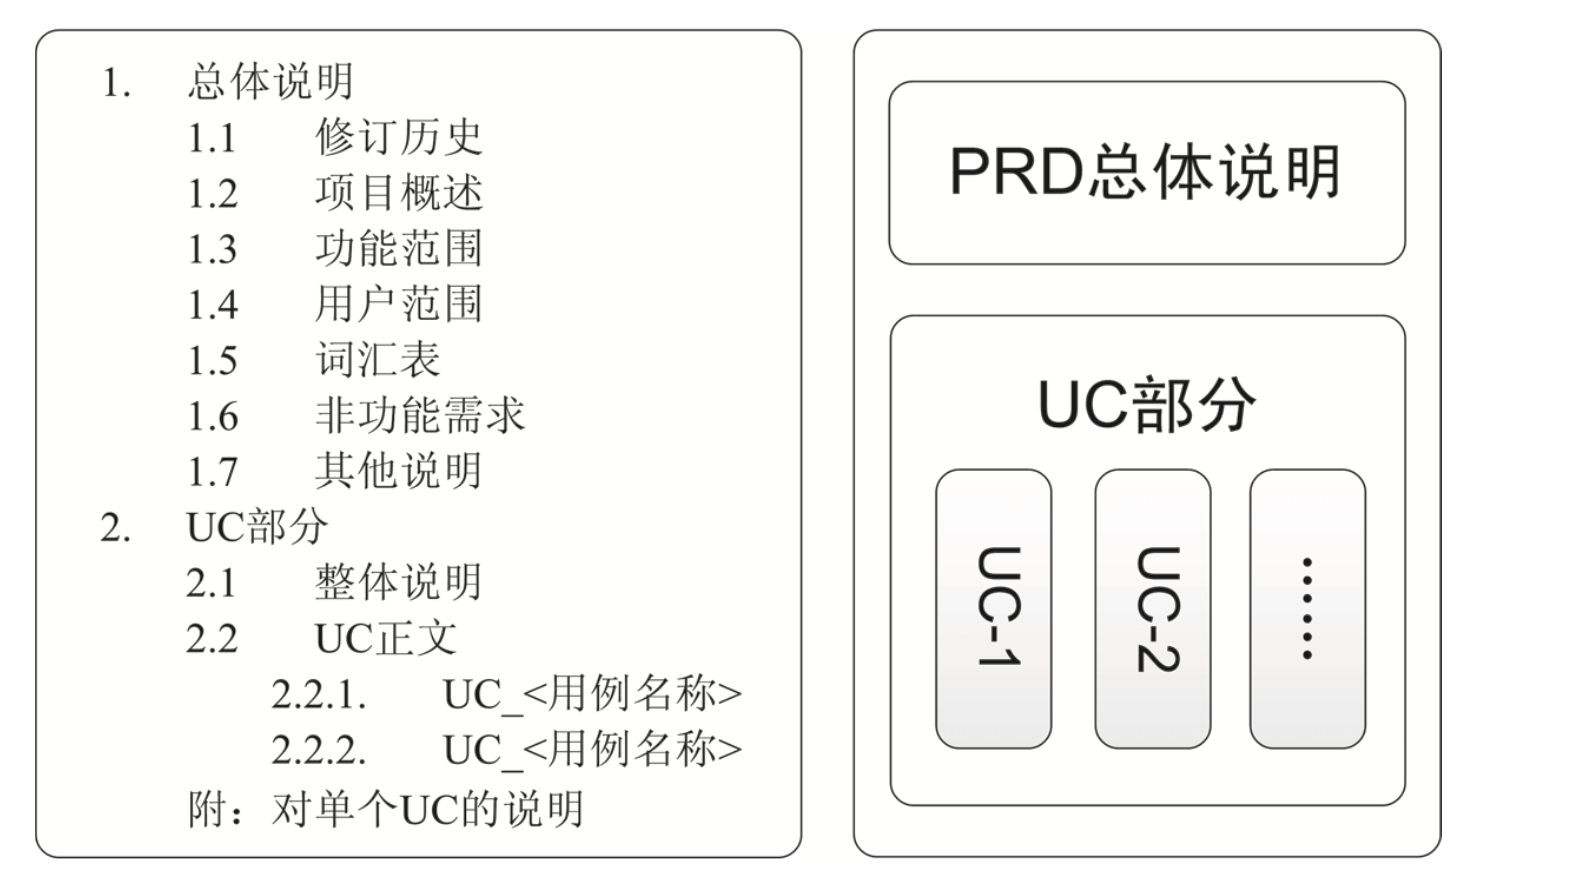 1. 总体说明
1.1 修订历史
1.2 项目概述
1.3 功能范围
1.4 用户范围
1.5 词汇表
1.6 非功能需求
1.7 其他说明
2. UC部分
2.1 整体说明
2.2 UC正文
2.2.1. UC_<用例名称>
2.2.2. UC_<用例名称>
附：对单个UC的说明
PRD总体说明
UC部分
UC-1
UC-2
……